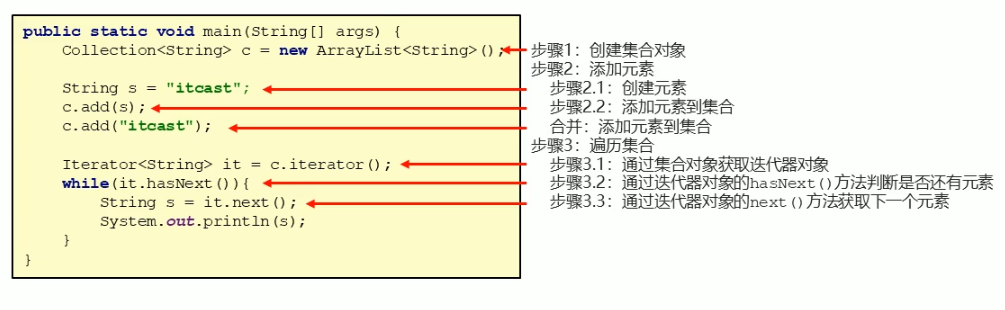 public static void main(String[] args) {
Collection<String> c = new ArrayList<String>();
步骤1：创建集合对象
步骤2：添加元素
String s = "itcast";
步骤2.1：创建元素
c.add(s);
步骤2.2：添加元素到集合
c.add("itcast");
合并：添加元素到集合
步骤3：遍历集合
Iterator<String> it = c.iterator();
步骤3.1：通过集合对象获取迭代器对象
while(it.hasNext()){
步骤3.2：通过迭代器对象的hasNext()方法判断是否还有元素
String s = it.next();
步骤3.3：通过迭代器对象的next()方法获取下一个元素
System.out.println(s);
}
}